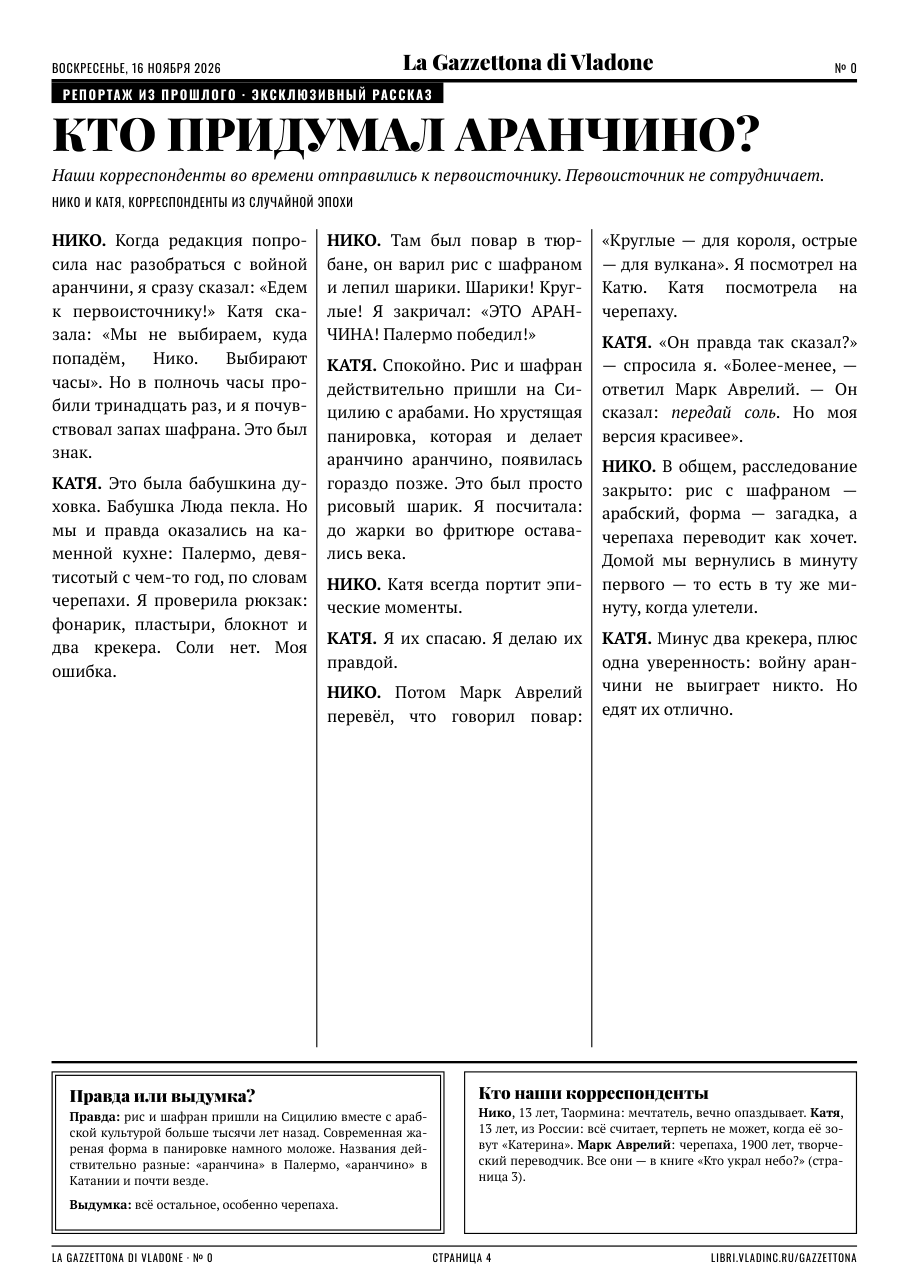 ВОСКРЕСЕНЬЕ, 16 НОЯБРЯ 2026
La Gazzettona di Vladone
№ 0
РЕПОРТАЖ ИЗ ПРОШЛОГО · ЭКСКЛЮЗИВНЫЙ РАССКАЗ
КТО ПРИДУМАЛ АРАНЧИНО?
Наши корреспонденты во времени отправились к первоисточнику. Первоисточник не сотрудничает.
НИКО И КАТЯ, КОРРЕСПОНДЕНТЫ ИЗ СЛУЧАЙНОЙ ЭПОХИ
НИКО. Когда редакция попро-
сила нас разобраться с войной
аранчини, я сразу сказал: «Едем
к первоисточнику!» Катя ска-
зала: «Мы не выбираем, куда
попадём, Нико. Выбирают
часы». Но в полночь часы про-
били тринадцать раз, и я почув-
ствовал запах шафрана. Это был
знак.
КАТЯ. Это была бабушкина ду-
ховка. Бабушка Люда пекла. Но
мы и правда оказались на ка-
менной кухне: Палермо, девя-
тисотый с чем-то год, по словам
черепахи. Я проверила рюкзак:
фонарик, пластыри, блокнот и
два крекера. Соли нет. Моя
ошибка.
НИКО. Там был повар в тюр-
бане, он варил рис с шафраном
и лепил шарики. Шарики! Круг-
лые! Я закричал: «ЭТО АРАН-
ЧИНА! Палермо победил!»
КАТЯ. Спокойно. Рис и шафран
действительно пришли на Си-
цилию с арабами. Но хрустящая
панировка, которая и делает
аранчино аранчино, появилась
гораздо позже. Это был просто
рисовый шарик. Я посчитала:
до жарки во фритюре остава-
лись века.
НИКО. Катя всегда портит эпи-
ческие моменты.
КАТЯ. Я их спасаю. Я делаю их
правдой.
НИКО. Потом Марк Аврелий
перевёл, что говорил повар:
«Круглые — для короля, острые
— для вулкана». Я посмотрел на
Катю. Катя посмотрела на
черепаху.
КАТЯ. «Он правда так сказал?»
— спросила я. «Более-менее, —
ответил Марк Аврелий. — Он
сказал: передай соль. Но моя
версия красивее».
НИКО. В общем, расследование
закрыто: рис с шафраном —
арабский, форма — загадка, а
черепаха переводит как хочет.
Домой мы вернулись в минуту
первого — то есть в ту же ми-
нуту, когда улетели.
КАТЯ. Минус два крекера, плюс
одна уверенность: войну аран-
чини не выиграет никто. Но
едят их отлично.
Правда или выдумка?
Правда: рис и шафран пришли на Сицилию вместе с араб-
ской культурой больше тысячи лет назад. Современная жа-
реная форма в панировке намного моложе. Названия дей-
ствительно разные: «аранчина» в Палермо, «аранчино» в
Катании и почти везде.
Выдумка: всё остальное, особенно черепаха.
Кто наши корреспонденты
Нико, 13 лет, Таормина: мечтатель, вечно опаздывает. Катя,
13 лет, из России: всё считает, терпеть не может, когда её зо-
вут «Катерина». Марк Аврелий: черепаха, 1900 лет, творче-
ский переводчик. Все они — в книге «Кто украл небо?» (стра-
ница 3).
LA GAZZETTONA DI VLADONE · № 0
СТРАНИЦА 4
LIBRI.VLADINC.RU/GAZZETTONA